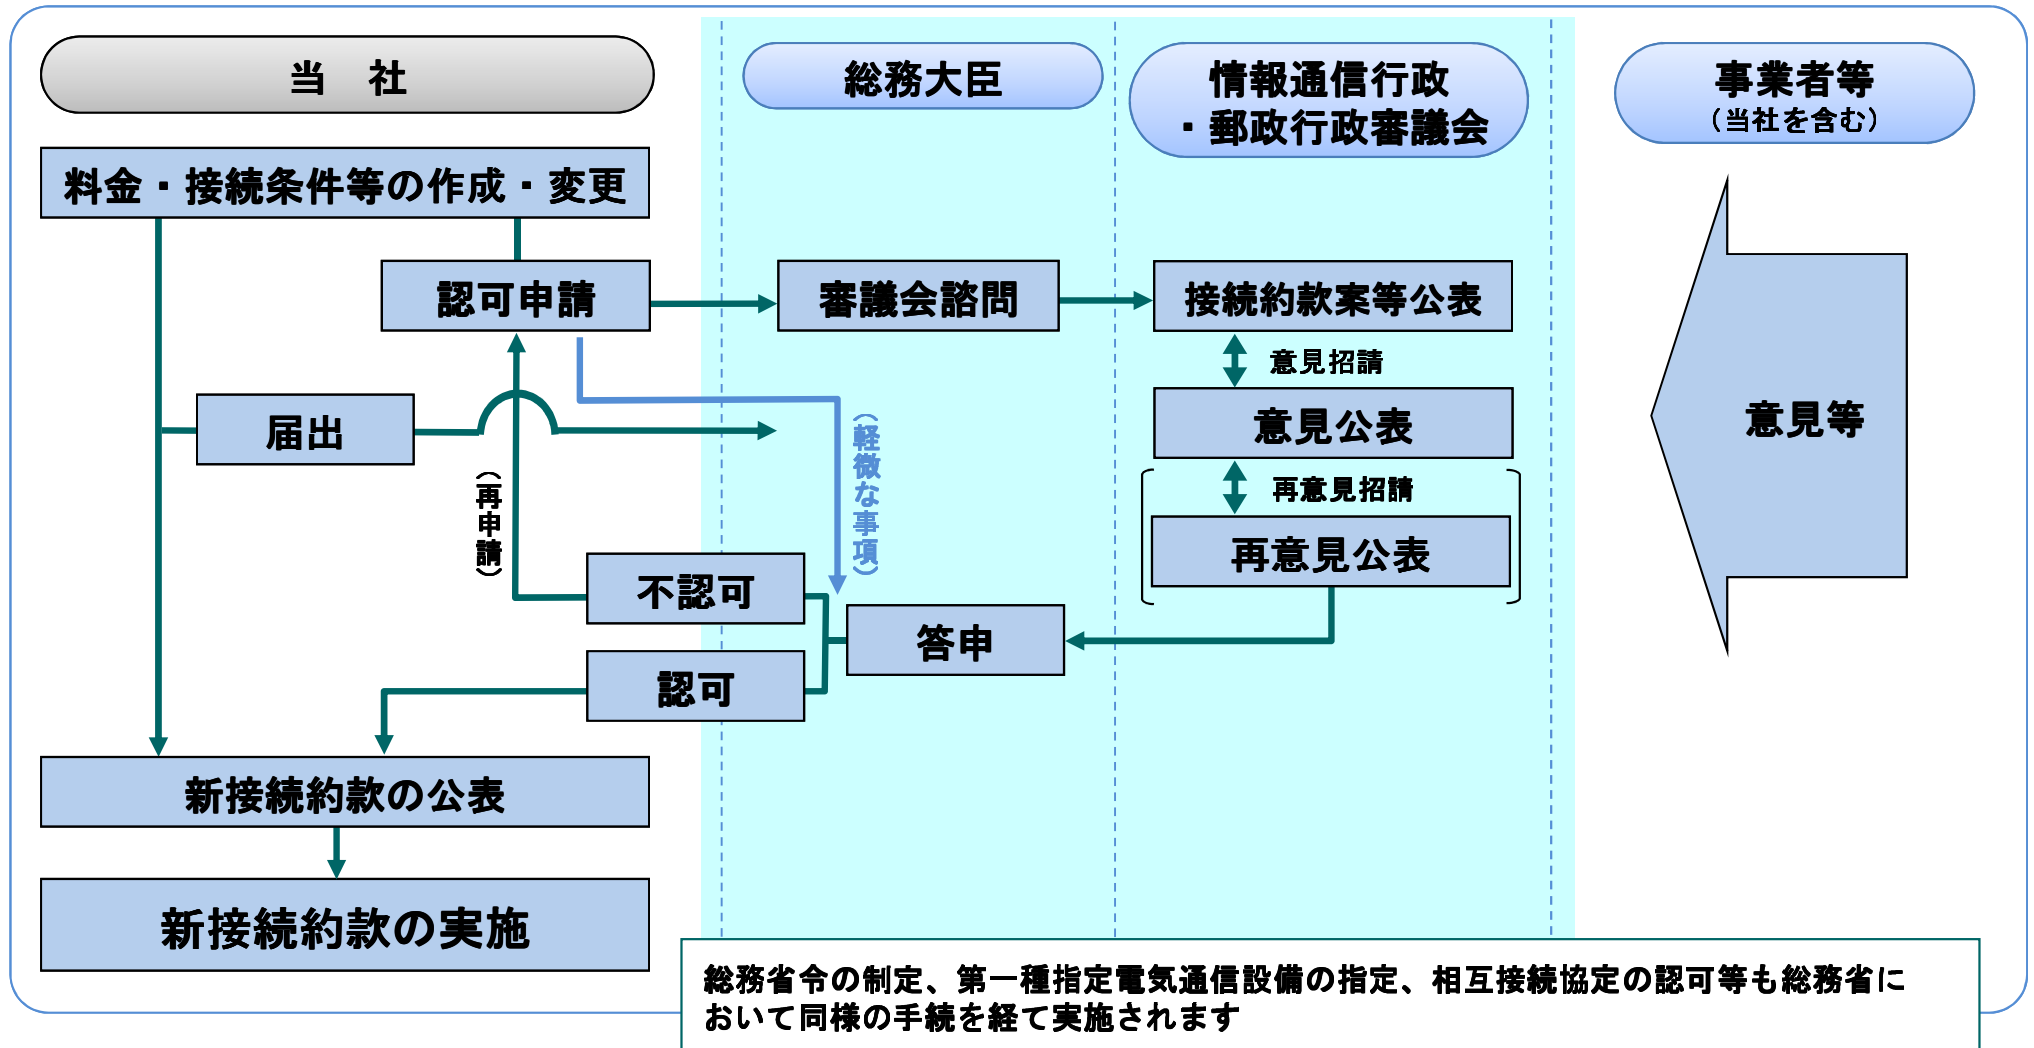 当　社
総務大臣
情報通信行政
・郵政行政審議会
事業者等
（当社を含む）
料金・接続条件等の作成・変更
認可申請
審議会諮問
接続約款案等公表
意見招請
届出
意見公表
意見等
（軽微な事項）
（再申請）
再意見招請
再意見公表
不認可
答申
認可
新接続約款の公表
新接続約款の実施
総務省令の制定、第一種指定電気通信設備の指定、相互接続協定の認可等も総務省に
おいて同様の手続を経て実施されます